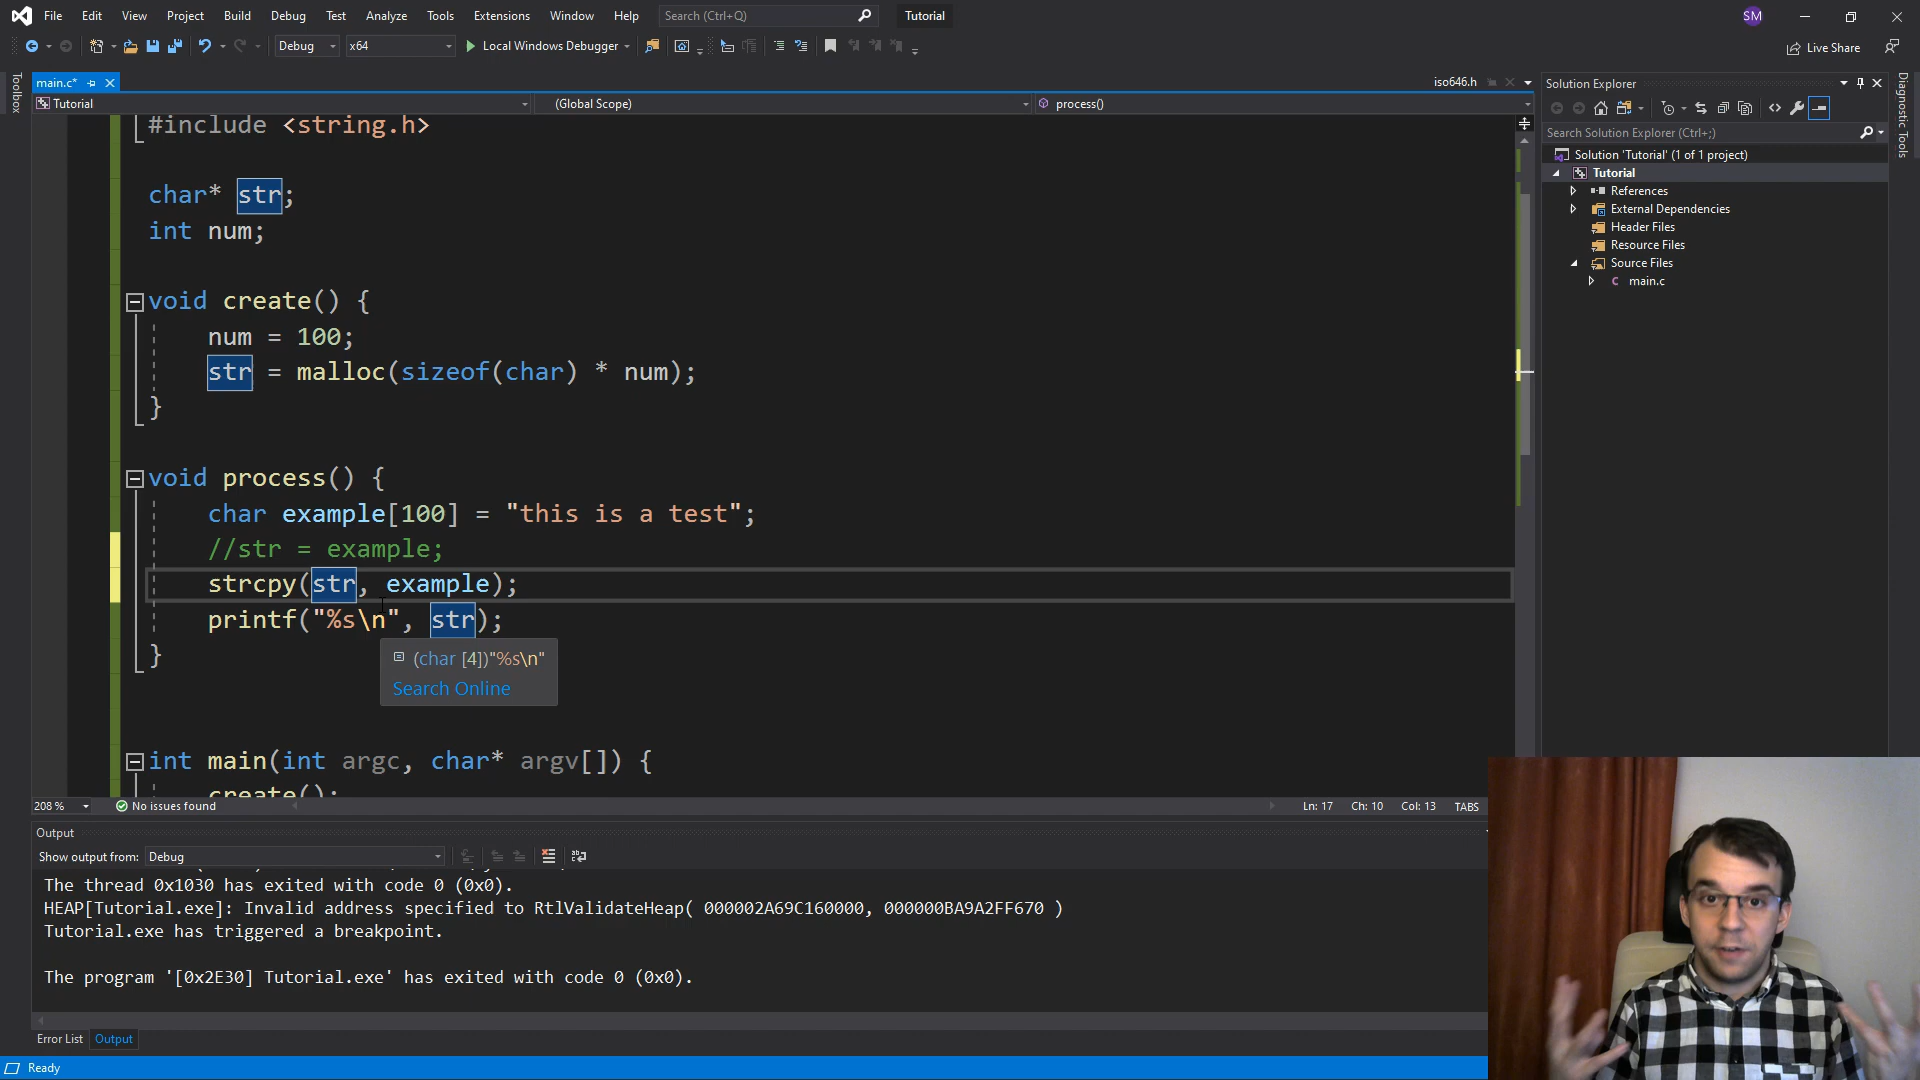 File Edit View Project Build Debug Test Analyze Tools Extensions Window Help Search (Ctrl+Q) Tutorial SM
Debug x64 Local Windows Debugger Live Share
Toolbox
main.c* iso646.h
Tutorial (Global Scope) process()
#include <string.h>
char* str;
int num;
void create() {
num = 100;
str = malloc(sizeof(char) * num);
}
void process() {
char example[100] = "this is a test";
//str = example;
strcpy(str, example);
printf("%s\n", str);
}
(char [4])"%s\n"
Search Online
int main(int argc, char* argv[]) {
create();
208 % No issues found Ln: 17 Ch: 10 Col: 13 TABS
Output
Show output from: Debug
The thread 0x1030 has exited with code 0 (0x0).
HEAP[Tutorial.exe]: Invalid address specified to RtlValidateHeap( 000002A69C160000, 000000BA9A2FF670 )
Tutorial.exe has triggered a breakpoint.
The program '[0x2E30] Tutorial.exe' has exited with code 0 (0x0).
Error List Output
Ready
Solution Explorer
Search Solution Explorer (Ctrl+;)
Solution 'Tutorial' (1 of 1 project)
Tutorial
References
External Dependencies
Header Files
Resource Files
Source Files
main.c
Diagnostic Tools